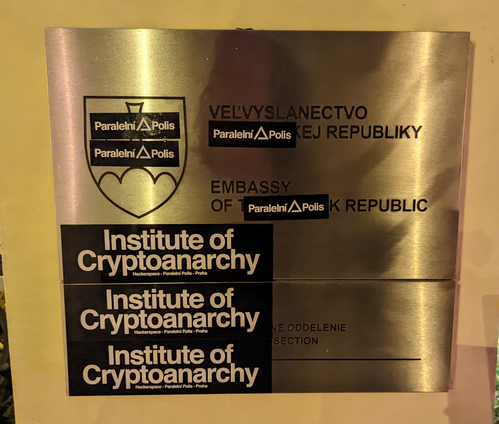 Paralelní Polis
Paralelní Polis
VEĽVYSLANECTVO
Paralelní Polis KEJ REPUBLIKY
EMBASSY
OF T Paralelní Polis K REPUBLIC
Institute of
Cryptoanarchy
Hackerspace - Paralelní Polis - Praha
Institute of
Cryptoanarchy
Hackerspace - Paralelní Polis - Praha
NE ODDELENIE
SECTION
Institute of
Cryptoanarchy
Hackerspace - Paralelní Polis - Praha